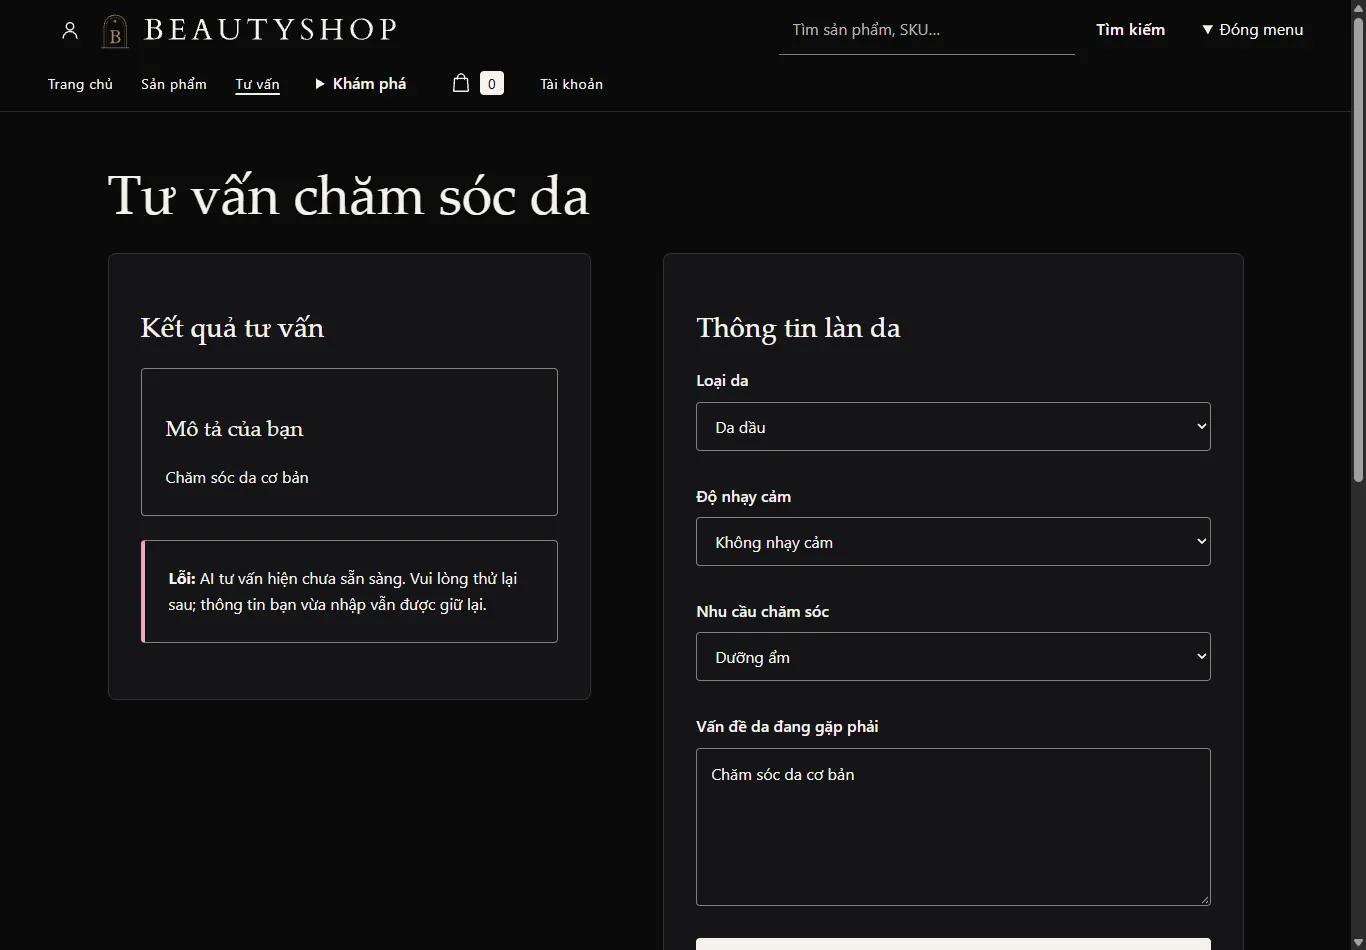 B
BEAUTYSHOP
Tìm sản phẩm, SKU...
Tìm kiếm
▼ Đóng menu
Trang chủ
Sản phẩm
Tư vấn
▶ Khám phá
0
Tài khoản
Tư vấn chăm sóc da
Kết quả tư vấn
Mô tả của bạn
Chăm sóc da cơ bản
Lỗi: AI tư vấn hiện chưa sẵn sàng. Vui lòng thử lại
sau; thông tin bạn vừa nhập vẫn được giữ lại.
Thông tin làn da
Loại da
Da dầu
Độ nhạy cảm
Không nhạy cảm
Nhu cầu chăm sóc
Dưỡng ẩm
Vấn đề da đang gặp phải
Chăm sóc da cơ bản